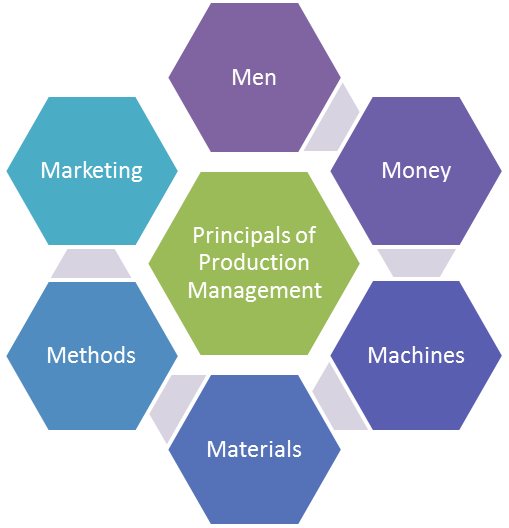 Men
Money
Machines
Materials
Methods
Marketing
Principals of
Production
Management